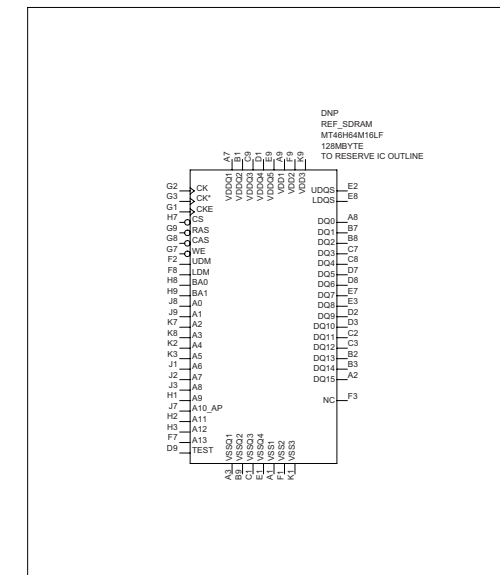 DNP
REF_SDRAM
MT46H64M16LF
128MBYTE
TO RESERVE IC OUTLINE
A7 B1 C9 D1 E9 A9 F9 K9
VDDQ1 VDDQ2 VDDQ3 VDDQ4 VDDQ5 VDD1 VDD2 VDD3
G2 CK
G3 CK*
G1 CKE
H7 CS
G9 RAS
G8 CAS
G7 WE
F2 UDM
F8 LDM
H8 BA0
H9 BA1
J8 A0
J9 A1
K7 A2
K8 A3
K2 A4
K3 A5
J1 A6
J2 A7
J3 A8
H1 A9
J7 A10_AP
H2 A11
H3 A12
F7 A13
D9 TEST
UDQS E2
LDQS E8
DQ0 A8
DQ1 B7
DQ2 B8
DQ3 C7
DQ4 C8
DQ5 D7
DQ6 D8
DQ7 E7
DQ8 E3
DQ9 D2
DQ10 D3
DQ11 C2
DQ12 C3
DQ13 B2
DQ14 B3
DQ15 A2
NC F3
VSSQ1 VSSQ2 VSSQ3 VSSQ4 VSS1 VSS2 VSS3
A3 B9 C1 E1 A1 F1 K1